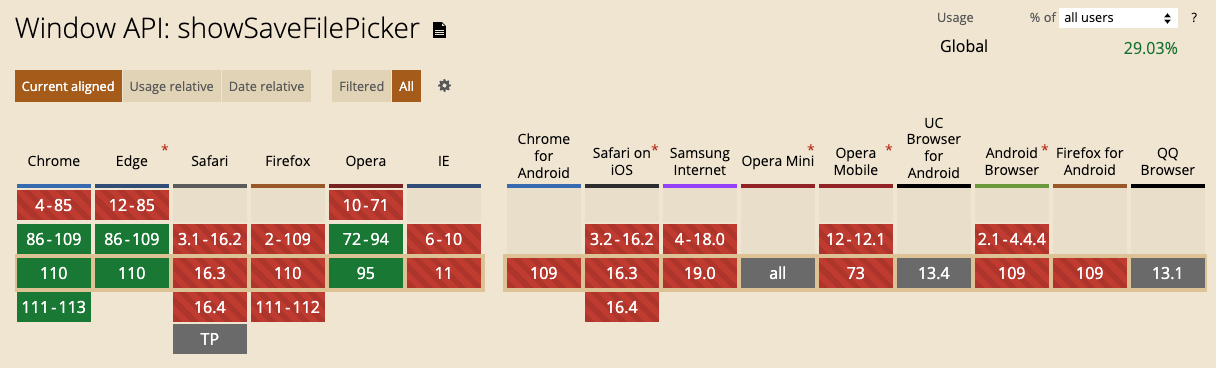 Window API: showSaveFilePicker
Usage % of all users ?
Global 29.03%
Current aligned Usage relative Date relative Filtered All
Chrome Edge * Safari Firefox Opera IE
Chrome for Android Safari on iOS * Samsung Internet Opera Mini * Opera Mobile * UC Browser for Android Android Browser * Firefox for Android QQ Browser
4-85 12-85 10-71
86-109 86-109 3.1-16.2 2-109 72-94 6-10 3.2-16.2 4-18.0 12-12.1 2.1-4.4.4
110 110 16.3 110 95 11 109 16.3 19.0 all 73 13.4 109 109 13.1
111-113 16.4 111-112 16.4
TP